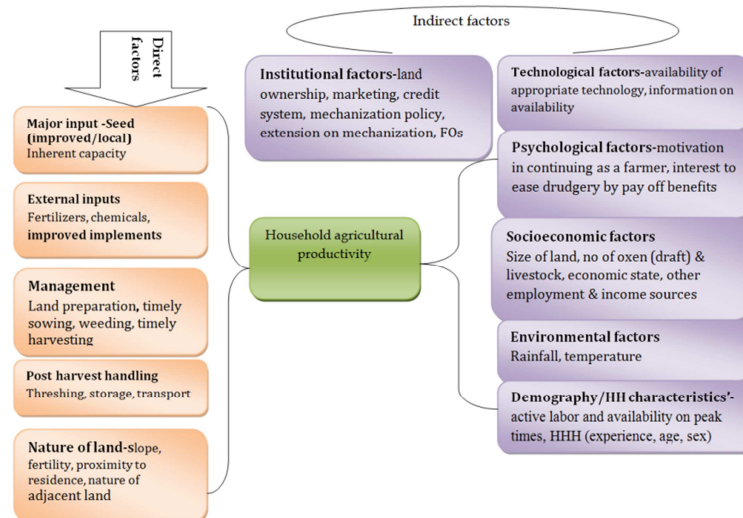 Indirect factors
Direct
factors
Major input -Seed
(improved/local)
Inherent capacity
External inputs
Fertilizers, chemicals,
improved implements
Management
Land preparation, timely
sowing, weeding, timely
harvesting
Post harvest handling
Threshing, storage, transport
Nature of land-slope,
fertility, proximity to
residence, nature of
adjacent land
Household agricultural
productivity
Institutional factors-land
ownership, marketing, credit
system, mechanization policy,
extension on mechanization, FOs
Technological factors-availability of
appropriate technology, information on
availability
Psychological factors-motivation
in continuing as a farmer, interest to
ease drudgery by pay off benefits
Socioeconomic factors
Size of land, no of oxen (draft) &
livestock, economic state, other
employment & income sources
Environmental factors
Rainfall, temperature
Demography/HH characteristics'-
active labor and availability on peak
times, HHH (experience, age, sex)